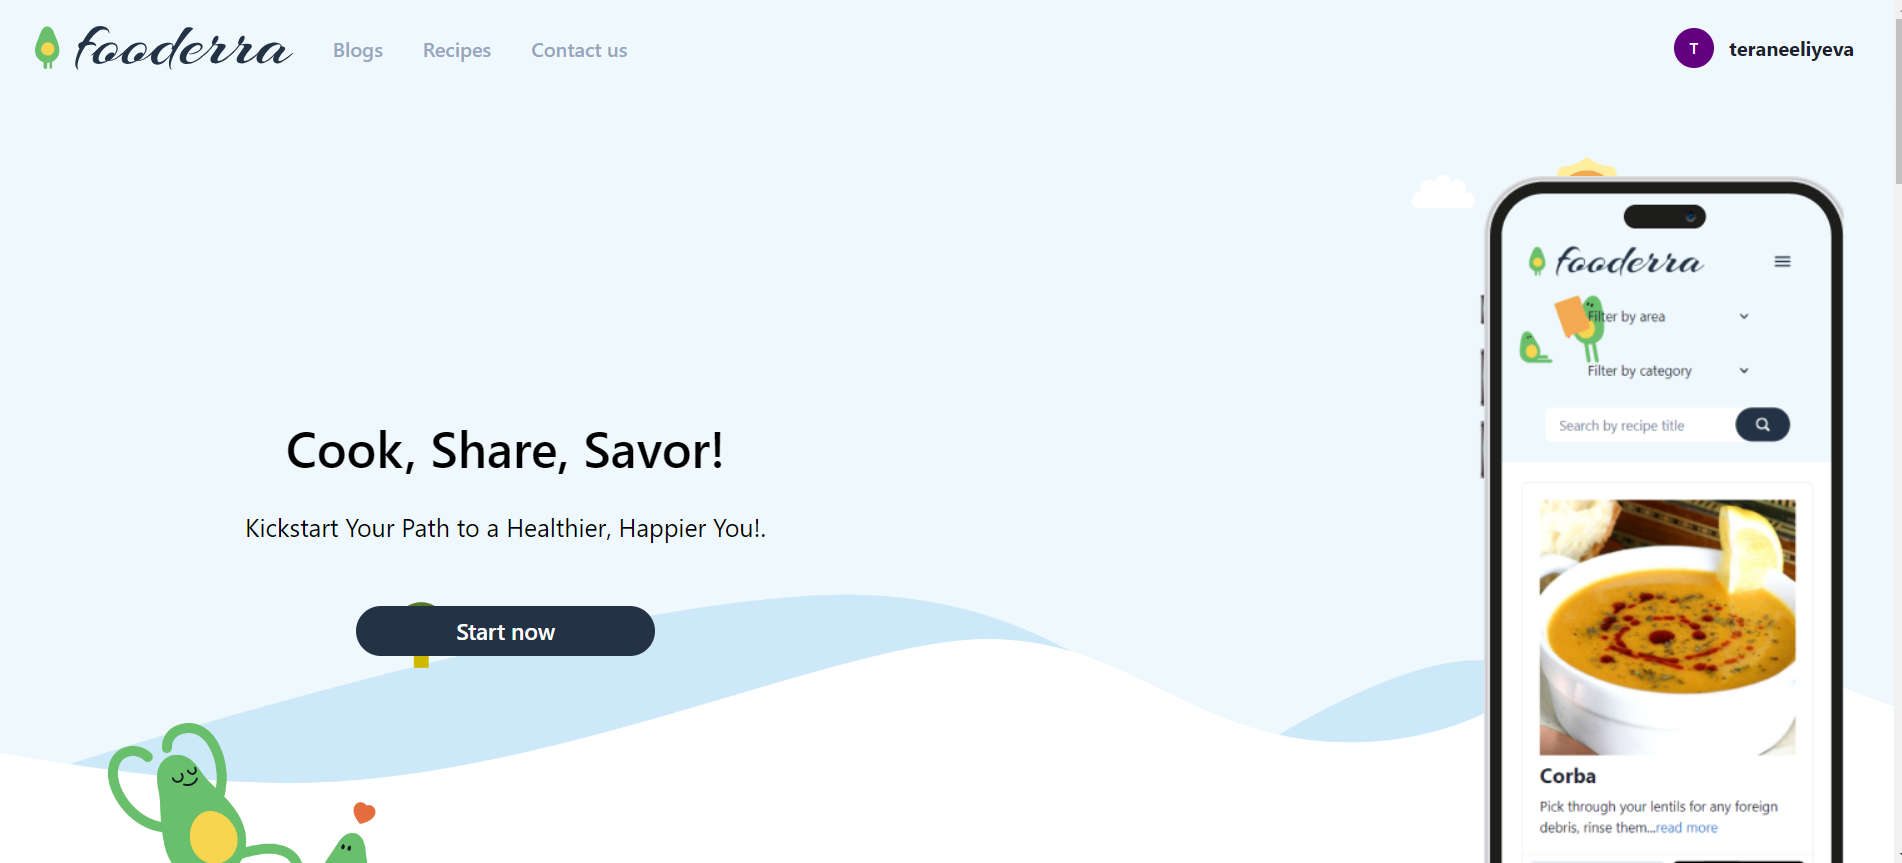 fooderra
Blogs
Recipes
Contact us
T
teraneeliyeva
Cook, Share, Savor!
Kickstart Your Path to a Healthier, Happier You!.
Start now
fooderra
Filter by area
Filter by category
Search by recipe title
Corba
Pick through your lentils for any foreign
debris, rinse them...read more